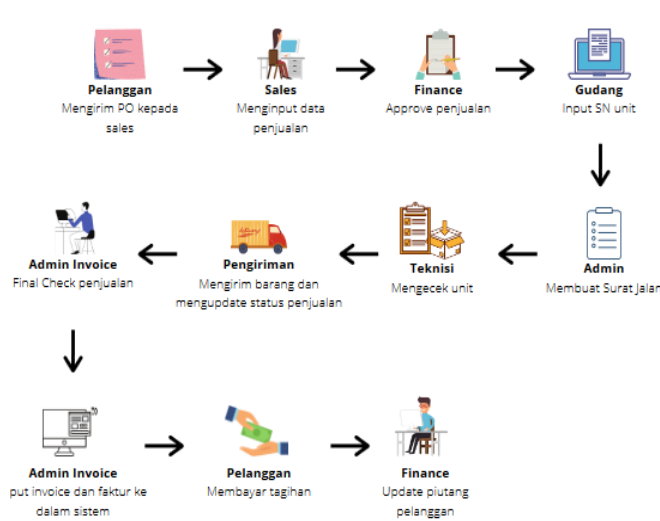 Pelanggan
Mengirim PO kepada
sales
Sales
Menginput data
penjualan
Finance
Approve penjualan
Gudang
Input SN unit
Admin Invoice
Final Check penjualan
Pengiriman
Mengirim barang dan
mengupdate status penjualan
Teknisi
Mengecek unit
Admin
Membuat Surat Jalan
Admin Invoice
put invoice dan faktur ke
dalam sistem
Pelanggan
Membayar tagihan
Finance
Update piutang
pelanggan